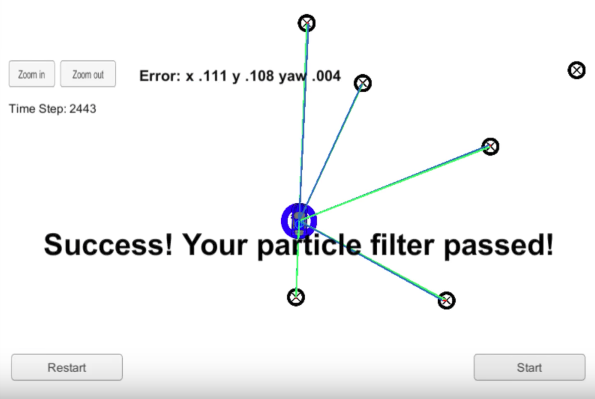 Zoom in
Zoom out
Error: x .111 y .108 yaw .004
Time Step: 2443
Success! Your particle filter passed!
Restart
Start